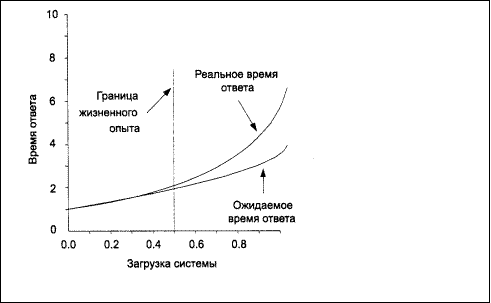 10
8
6
4
2
0
Время ответа
Граница
жизненного
опыта
Реальное время
ответа
Ожидаемое
время ответа
0.0 0.2 0.4 0.6 0.8
Загрузка системы